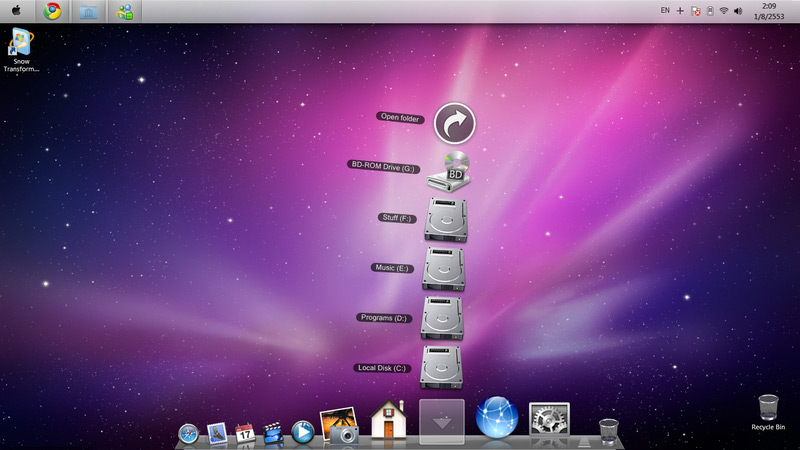 EN
2:09
1/8/2553
Snow
Transform...
Open folder
BD-ROM Drive (G:)
BD
Stuff (F:)
Music (E:)
Programs (D:)
Local Disk (C:)
17
Recycle Bin